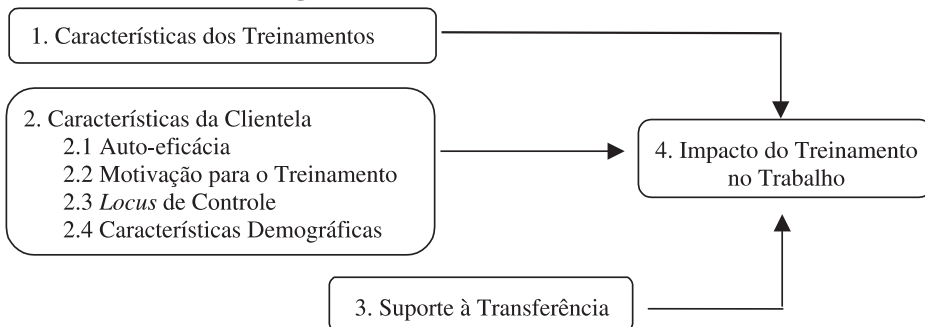 1. Características dos Treinamentos
2. Características da Clientela
2.1 Auto-eficácia
2.2 Motivação para o Treinamento
2.3 Locus de Controle
2.4 Características Demográficas
4. Impacto do Treinamento
no Trabalho
3. Suporte à Transferência